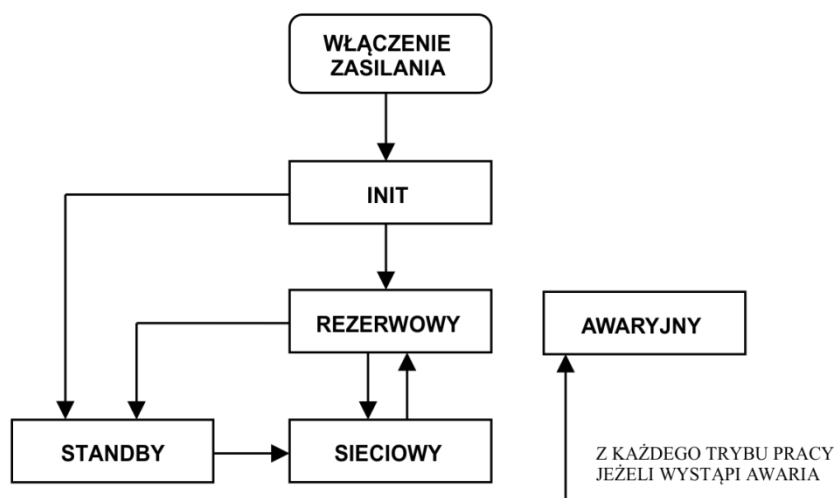 WŁĄCZENIE
ZASILANIA
INIT
REZERWOWY
AWARYJNY
STANDBY
SIECIOWY
Z KAŻDEGO TRYBU PRACY
JEŻELI WYSTĄPI AWARIA